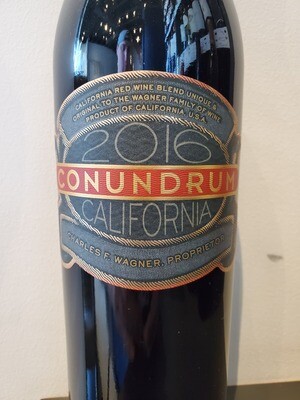 CALIFORNIA RED WINE BLEND UNIQUE &
ORIGINAL TO THE WAGNER FAMILY OF WINE
PRODUCT OF CALIFORNIA, U.S.A.
2016
CONUNDRUM
CALIFORNIA
CHARLES F. WAGNER, PROPRIETOR